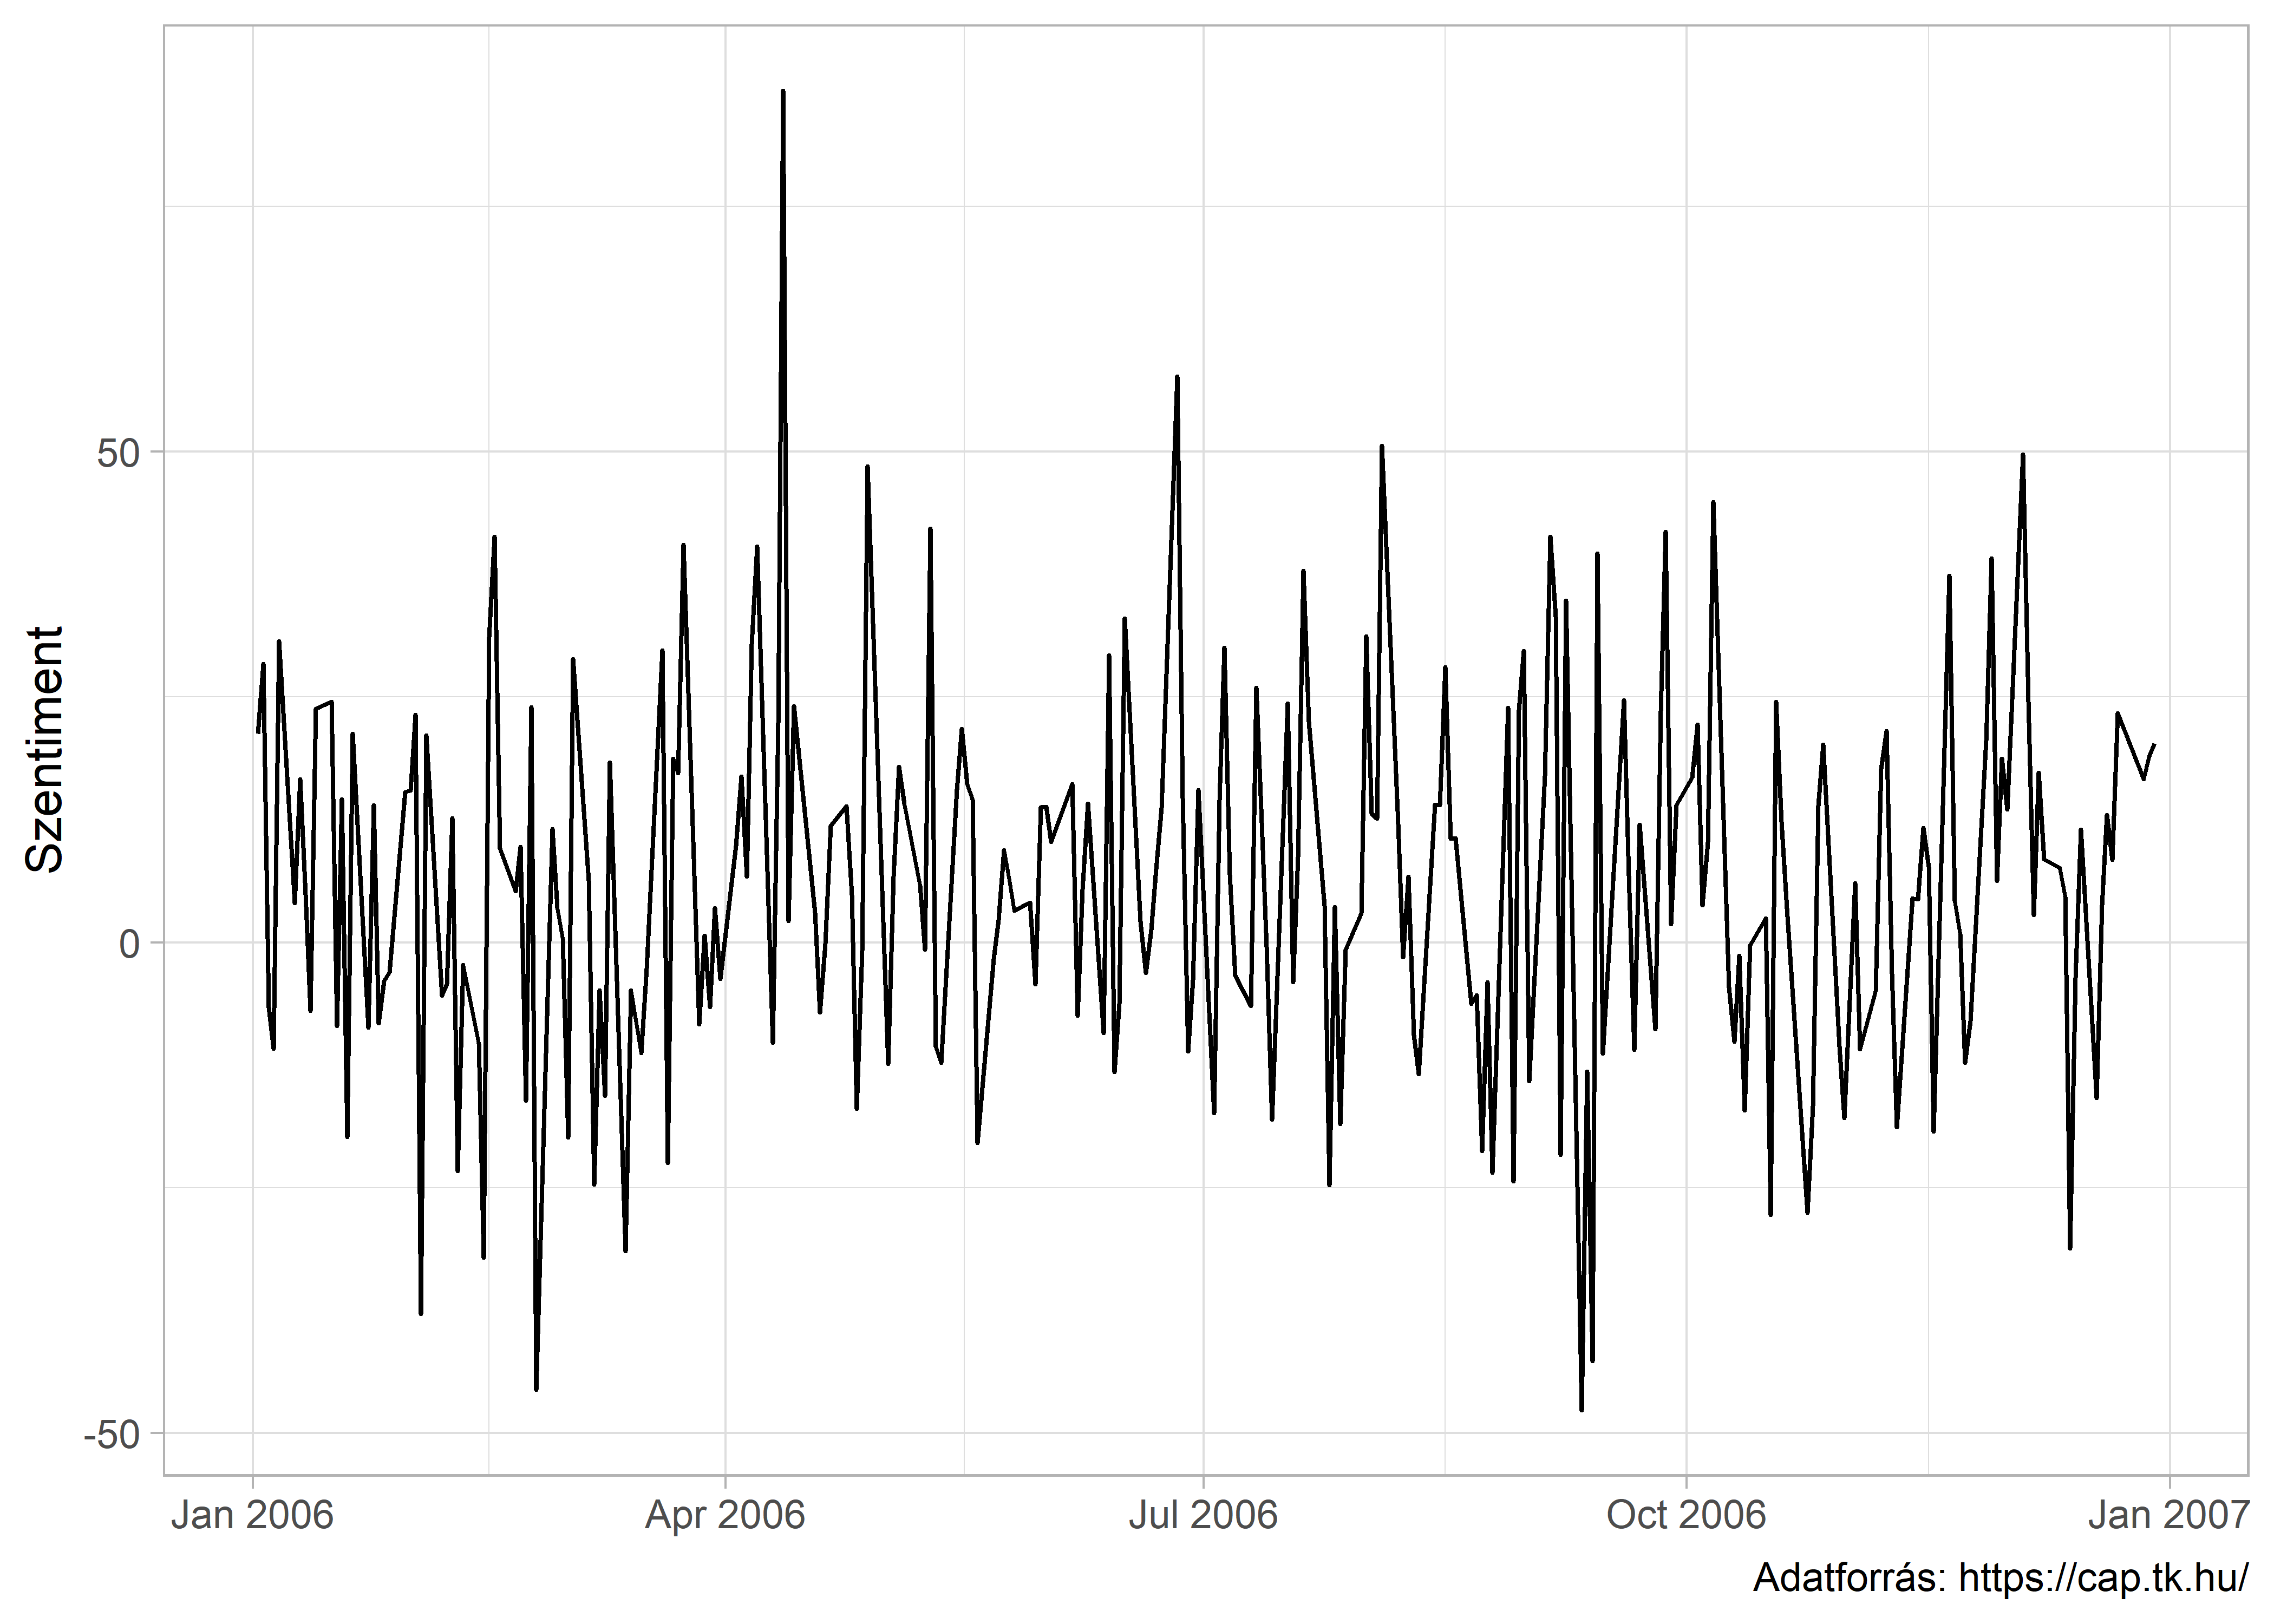 Szentiment
50
0
-50
Jan 2006
Apr 2006
Jul 2006
Oct 2006
Jan 2007
Adatforrás: https://cap.tk.hu/